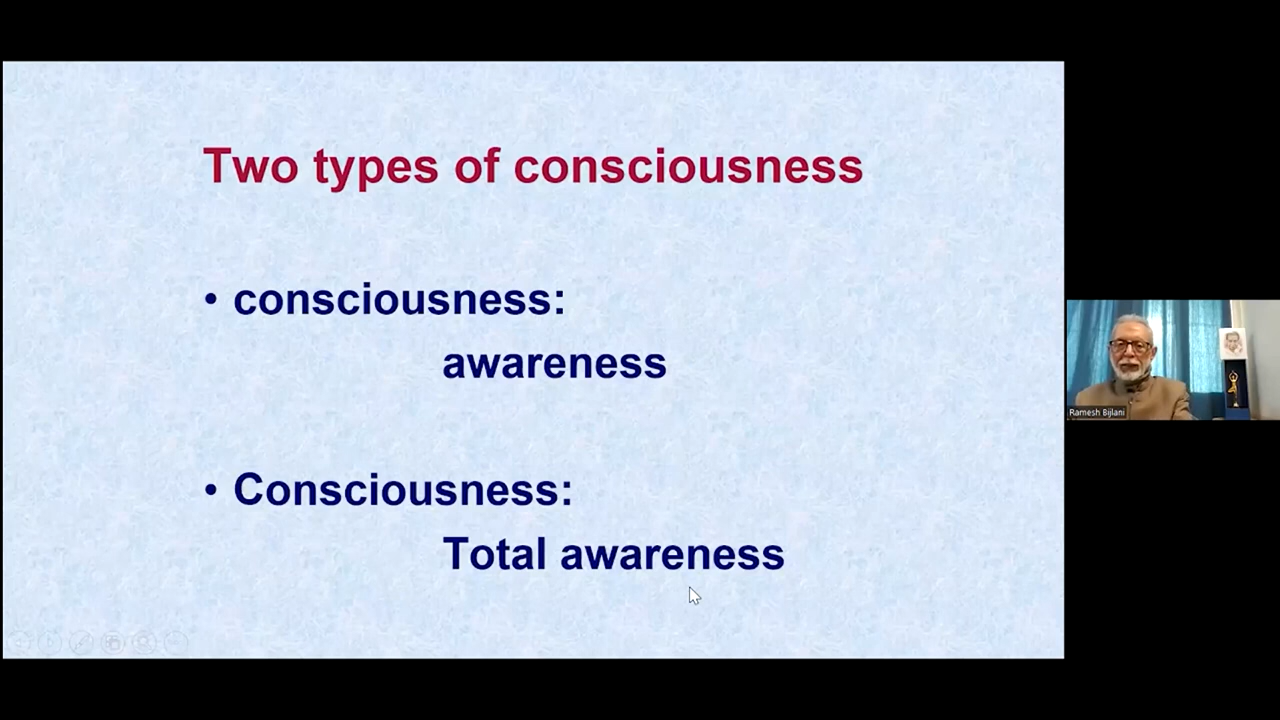 Two types of consciousness
• consciousness:
awareness
• Consciousness:
Total awareness
Ramesh Bijlani